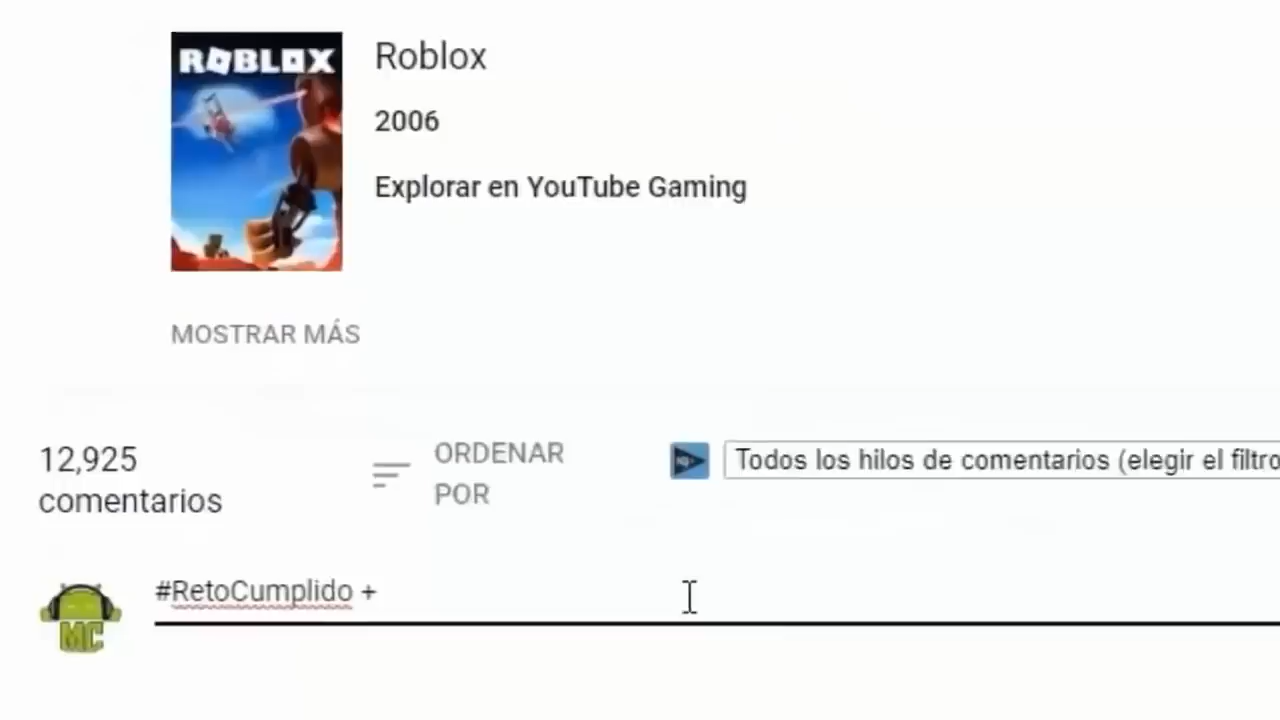 ROBLOX
Roblox
2006
Explorar en YouTube Gaming
MOSTRAR MÁS
12,925
comentarios
ORDENAR
POR
Todos los hilos de comentarios (elegir el filtro
#RetoCumplido +
MC